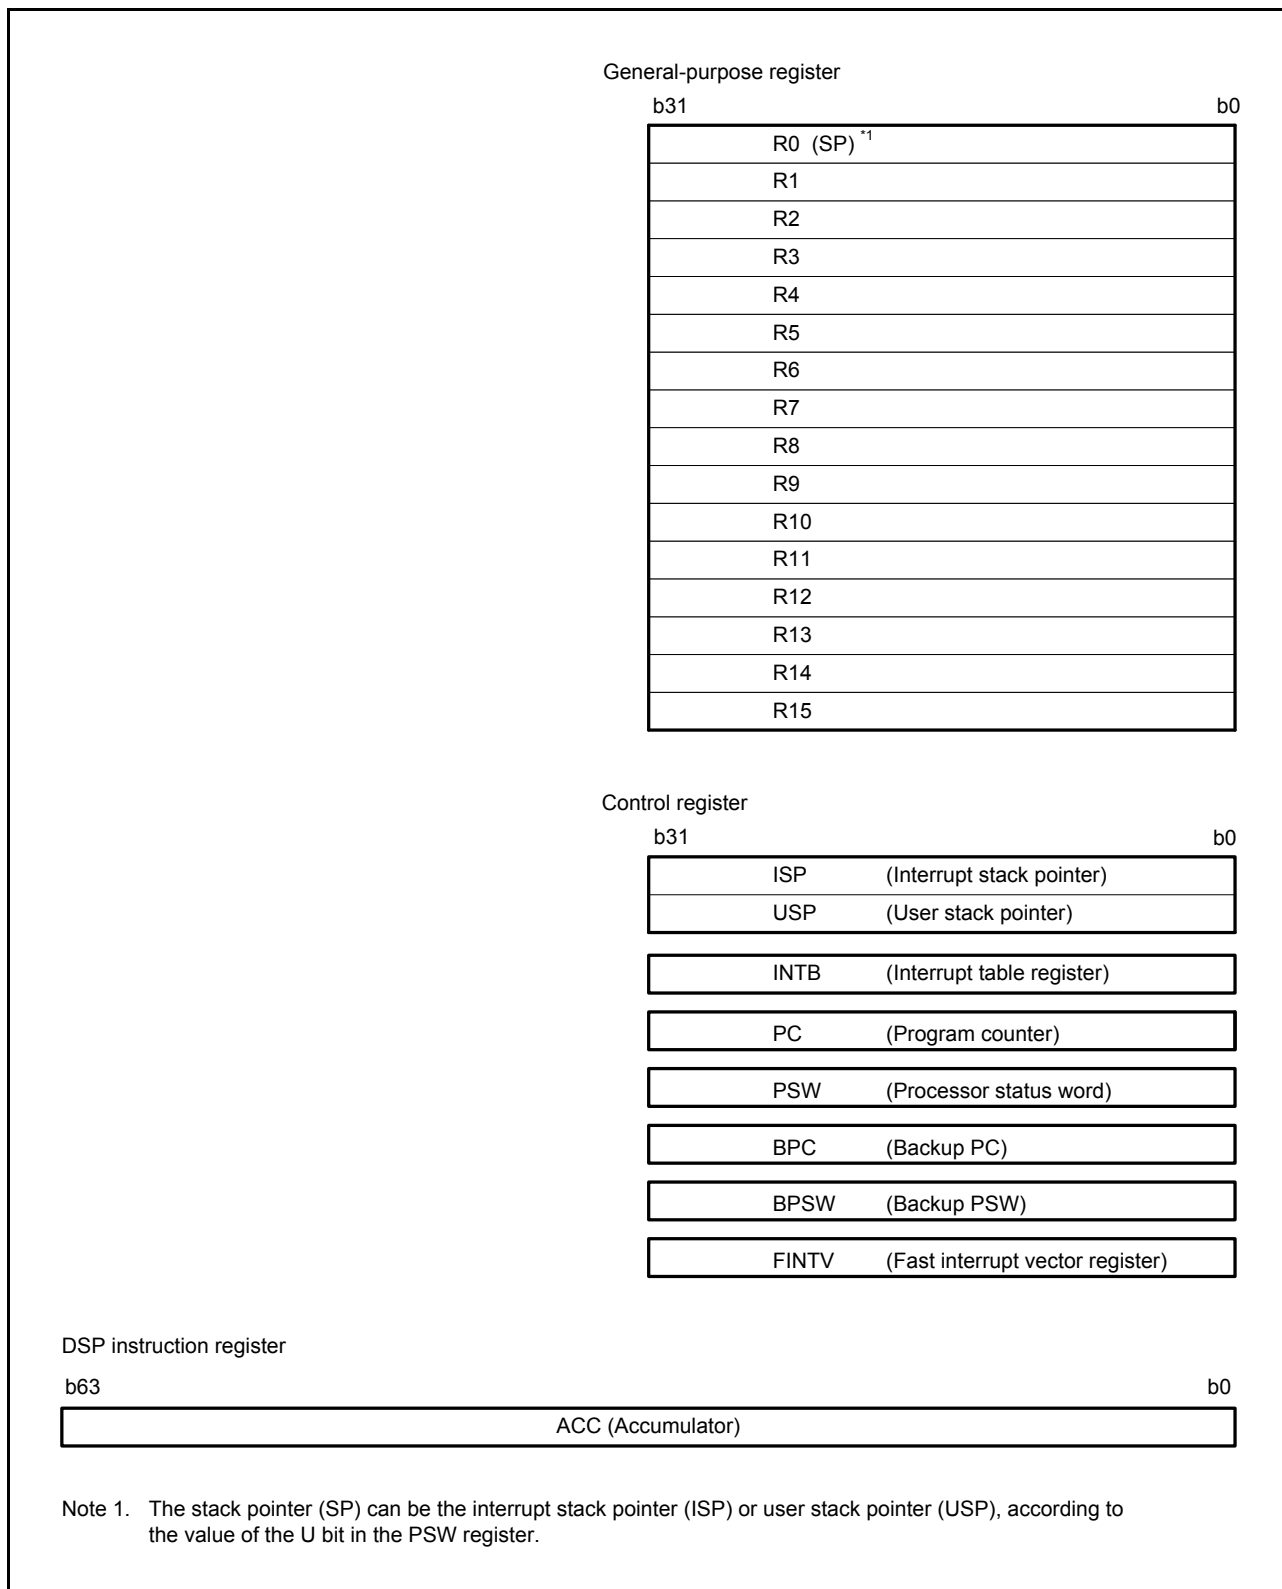 General-purpose register
b31 b0
R0 (SP) *1
R1
R2
R3
R4
R5
R6
R7
R8
R9
R10
R11
R12
R13
R14
R15
Control register
b31 b0
ISP (Interrupt stack pointer)
USP (User stack pointer)
INTB (Interrupt table register)
PC (Program counter)
PSW (Processor status word)
BPC (Backup PC)
BPSW (Backup PSW)
FINTV (Fast interrupt vector register)
DSP instruction register
b63 b0
ACC (Accumulator)
Note 1. The stack pointer (SP) can be the interrupt stack pointer (ISP) or user stack pointer (USP), according to
the value of the U bit in the PSW register.